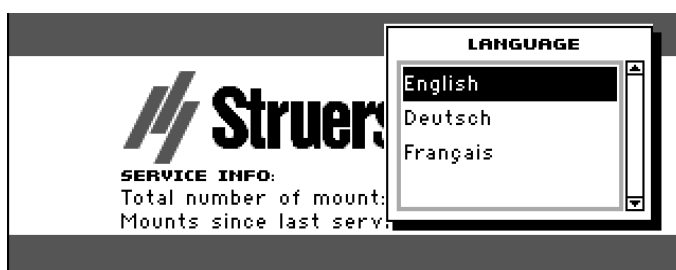 LANGUAGE
English
Deutsch
Français
Struers
SERVICE INFO:
Total number of mount
Mounts since last serv